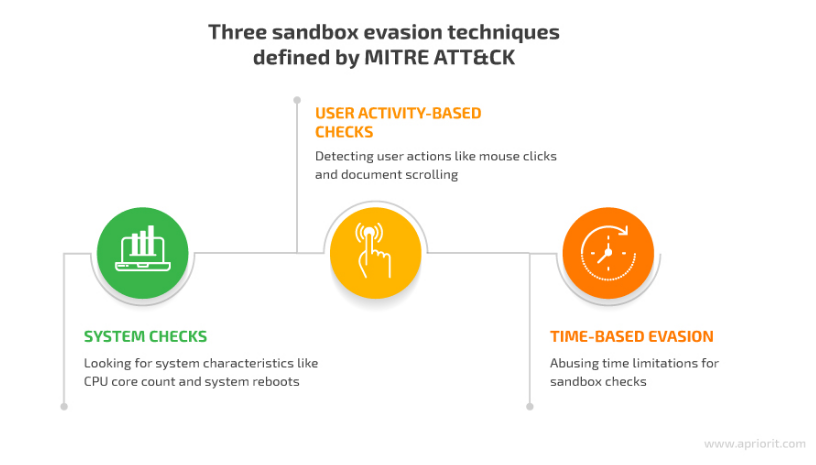 Three sandbox evasion techniques
defined by MITRE ATT&CK
USER ACTIVITY-BASED
CHECKS
Detecting user actions like mouse clicks
and document scrolling
SYSTEM CHECKS
Looking for system characteristics like
CPU core count and system reboots
TIME-BASED EVASION
Abusing time limitations for
sandbox checks
www.apriorit.com